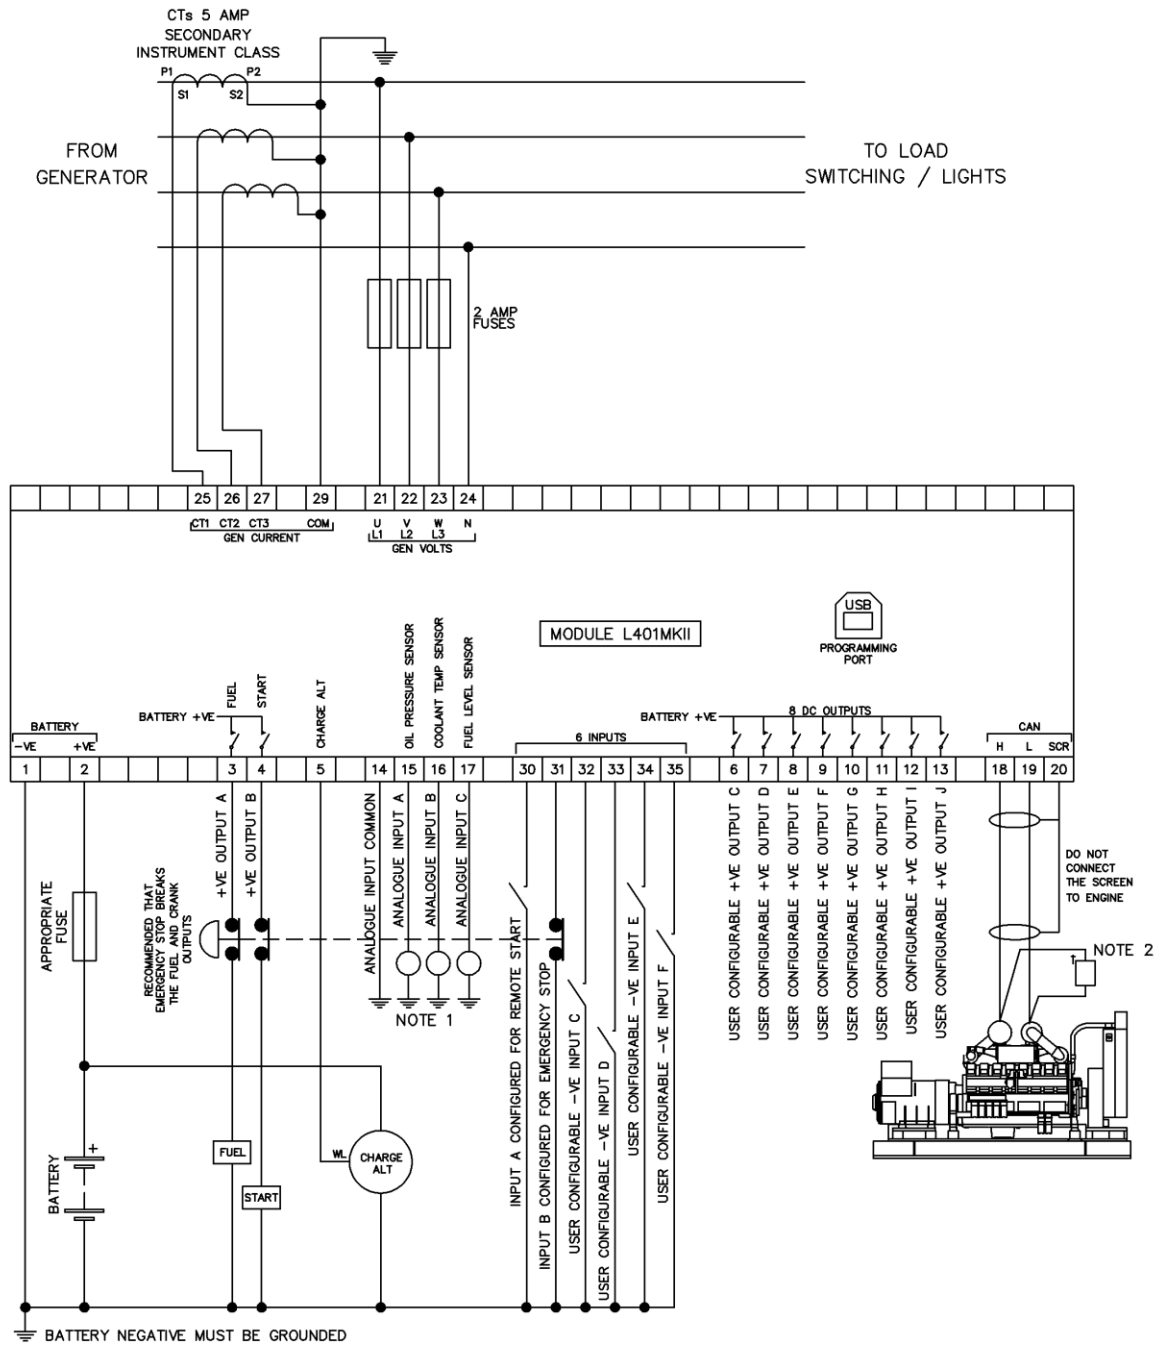 CTs 5 AMP
SECONDARY
INSTRUMENT CLASS
P1 P2
S1 S2
FROM
GENERATOR
TO LOAD
SWITCHING / LIGHTS
2 AMP
FUSES
25 26 27 29 21 22 23 24
CT1 CT2 CT3 COM U V W N
L1 L2 L3
GEN CURRENT
GEN VOLTS
USB
PROGRAMMING
PORT
MODULE L401MKII
FUEL
START
CHARGE ALT
OIL PRESSURE SENSOR
COOLANT TEMP SENSOR
FUEL LEVEL SENSOR
BATTERY +VE
BATTERY +VE
8 DC OUTPUTS
BATTERY
-VE +VE
6 INPUTS
CAN
H L SCR
1 2 3 4 5 14 15 16 17 30 31 32 33 34 35 6 7 8 9 10 11 12 13 18 19 20
APPROPRIATE
FUSE
RECOMMENDED THAT
EMERGENCY STOP BREAKS
THE FUEL AND CRANK
OUTPUTS
+VE OUTPUT A
+VE OUTPUT B
ANALOGUE INPUT COMMON
ANALOGUE INPUT A
ANALOGUE INPUT B
ANALOGUE INPUT C
NOTE 1
INPUT A CONFIGURED FOR REMOTE START
INPUT B CONFIGURED FOR EMERGENCY STOP
USER CONFIGURABLE -VE INPUT C
USER CONFIGURABLE -VE INPUT D
USER CONFIGURABLE -VE INPUT E
USER CONFIGURABLE -VE INPUT F
USER CONFIGURABLE +VE OUTPUT C
USER CONFIGURABLE +VE OUTPUT D
USER CONFIGURABLE +VE OUTPUT E
USER CONFIGURABLE +VE OUTPUT F
USER CONFIGURABLE +VE OUTPUT G
USER CONFIGURABLE +VE OUTPUT H
USER CONFIGURABLE +VE OUTPUT I
USER CONFIGURABLE +VE OUTPUT J
DO NOT
CONNECT
THE SCREEN
TO ENGINE
NOTE 2
BATTERY
+
FUEL
START
WL
CHARGE
ALT
BATTERY NEGATIVE MUST BE GROUNDED